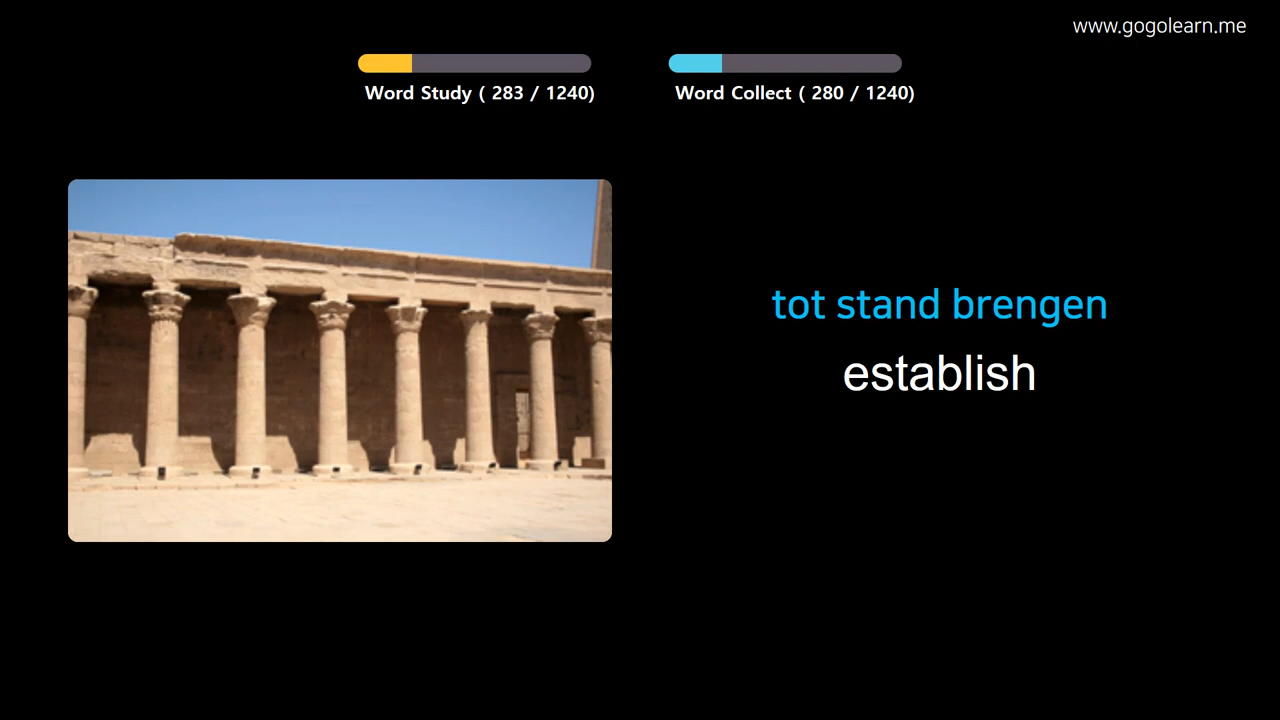 www.gogolearn.me
Word Study ( 283 / 1240)
Word Collect ( 280 / 1240)
tot stand brengen
establish